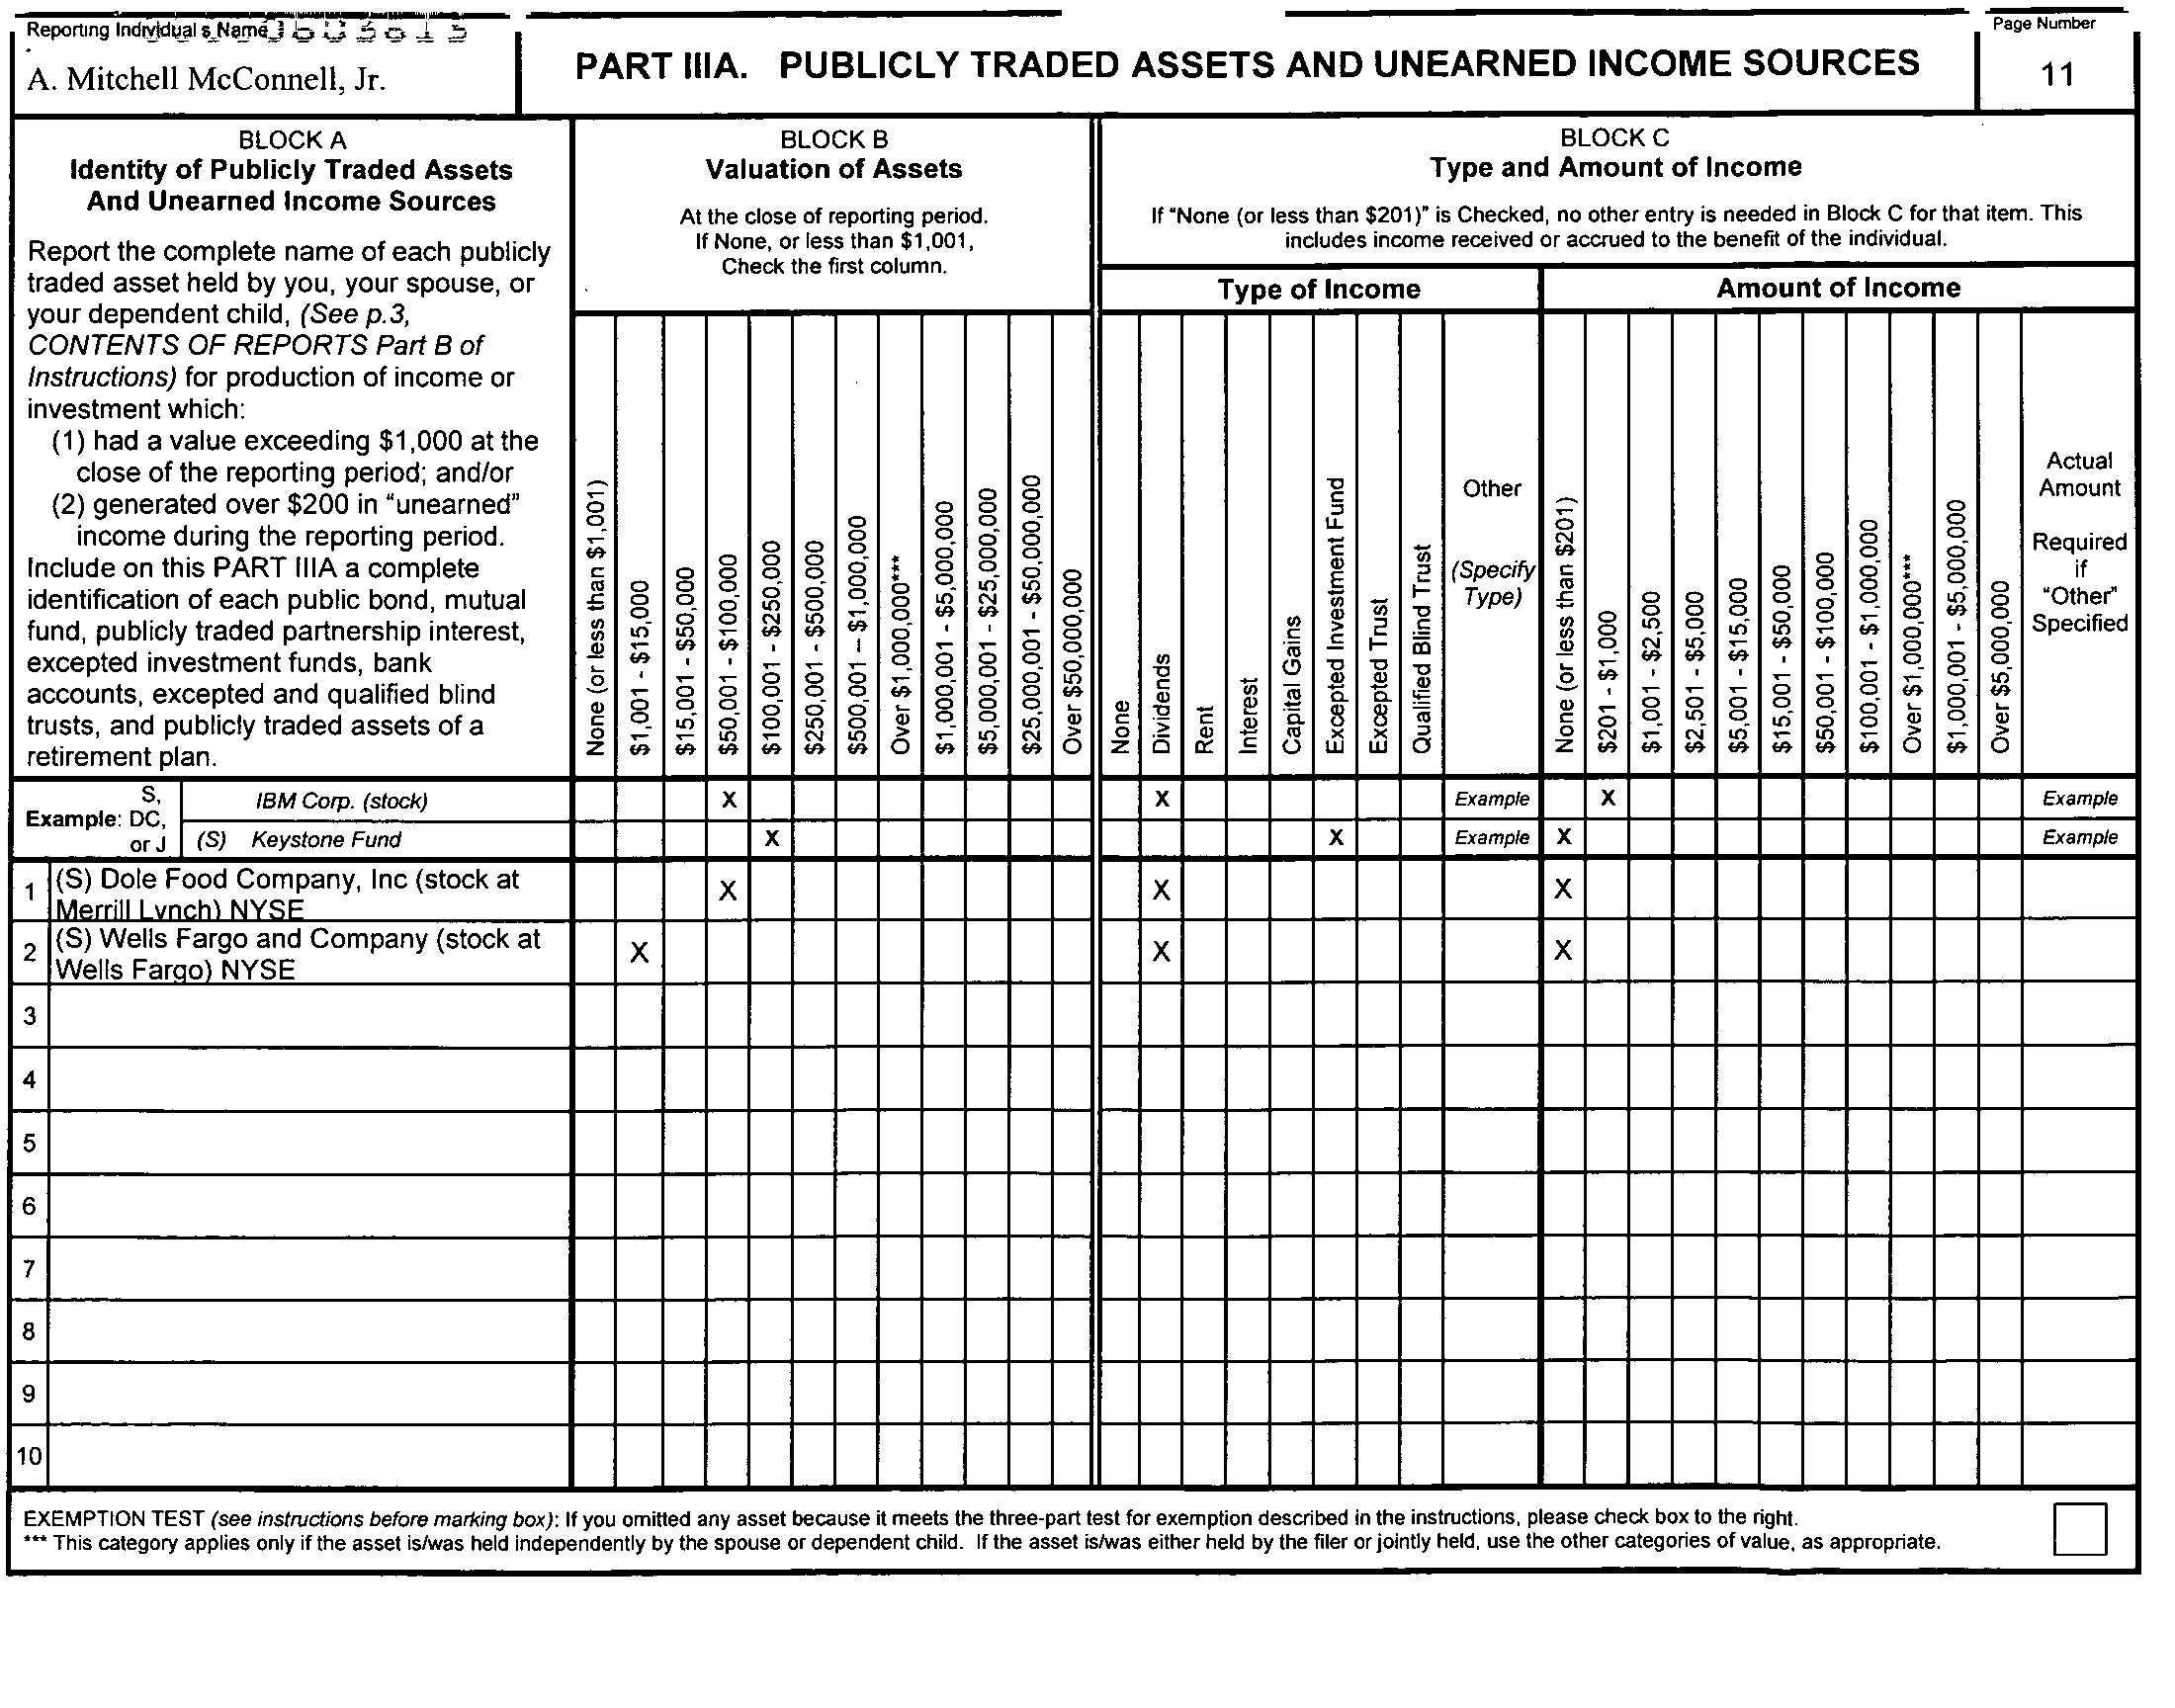 Reporting Individual s Name
A. Mitchell McConnell, Jr.
PART IIIA. PUBLICLY TRADED ASSETS AND UNEARNED INCOME SOURCES
Page Number
11
BLOCK A
Identity of Publicly Traded Assets
And Unearned Income Sources
Report the complete name of each publicly
traded asset held by you, your spouse, or
your dependent child, (See p.3,
CONTENTS OF REPORTS Part B of
Instructions) for production of income or
investment which:
(1) had a value exceeding $1,000 at the
close of the reporting period; and/or
(2) generated over $200 in "unearned"
income during the reporting period.
Include on this PART IIIA a complete
identification of each public bond, mutual
fund, publicly traded partnership interest,
excepted investment funds, bank
accounts, excepted and qualified blind
trusts, and publicly traded assets of a
retirement plan.
BLOCK B
Valuation of Assets
At the close of reporting period.
If None, or less than $1,001,
Check the first column.
None (or less than $1,001)
$1,001 - $15,000
$15,001 - $50,000
$50,001 - $100,000
$100,001 - $250,000
$250,001 - $500,000
$500,001 – $1,000,000
Over $1,000,000***
$1,000,001 - $5,000,000
$5,000,001 - $25,000,000
$25,000,001 - $50,000,000
Over $50,000,000
BLOCK C
Type and Amount of Income
If "None (or less than $201)" is Checked, no other entry is needed in Block C for that item. This
includes income received or accrued to the benefit of the individual.
Type of Income
None
Dividends
Rent
Interest
Capital Gains
Excepted Investment Fund
Excepted Trust
Qualified Blind Trust
Other
(Specify
Type)
Amount of Income
None (or less than $201)
$201 - $1,000
$1,001 - $2,500
$2,501 - $5,000
$5,001 - $15,000
$15,001 - $50,000
$50,001 - $100,000
$100,001 - $1,000,000
Over $1,000,000***
$1,000,001 - $5,000,000
Over $5,000,000
Actual
Amount
Required
if
"Other"
Specified
Example:
S,
DC,
or J
IBM Corp. (stock) X X Example X Example
(S) Keystone Fund X X Example X Example
1 (S) Dole Food Company, Inc (stock at
Merrill Lynch) NYSE X X X
2 (S) Wells Fargo and Company (stock at
Wells Fargo) NYSE X X X
3
4
5
6
7
8
9
10
EXEMPTION TEST (see instructions before marking box): If you omitted any asset because it meets the three-part test for exemption described in the instructions, please check box to the right.
*** This category applies only if the asset is/was held independently by the spouse or dependent child. If the asset is/was either held by the filer or jointly held, use the other categories of value, as appropriate.